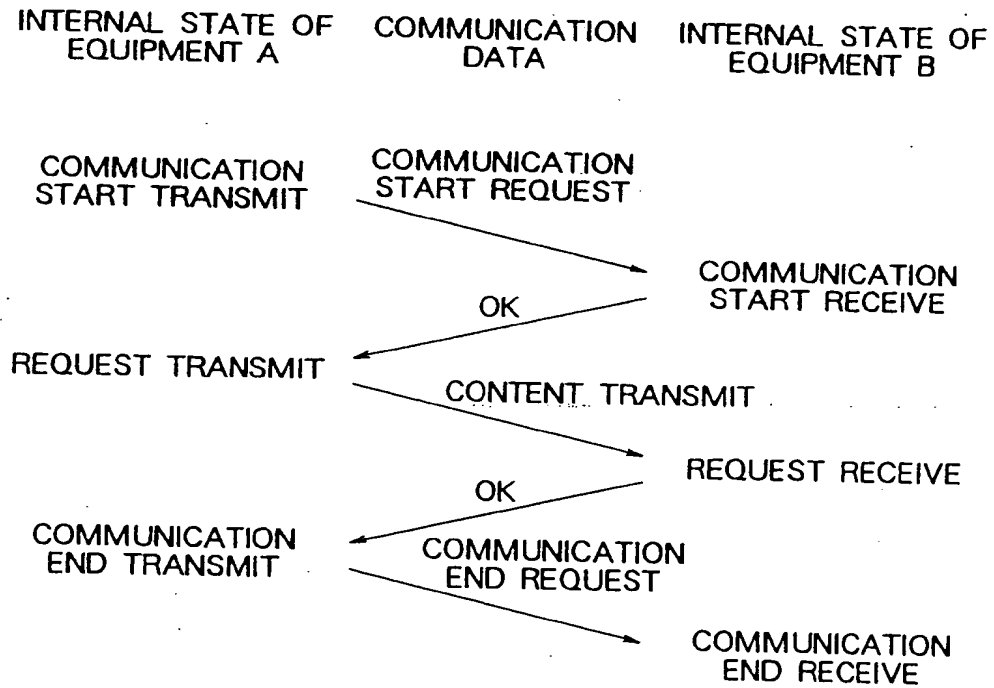 INTERNAL STATE OF
EQUIPMENT A
COMMUNICATION
DATA
INTERNAL STATE OF
EQUIPMENT B
COMMUNICATION
START TRANSMIT
COMMUNICATION
START REQUEST
COMMUNICATION
START RECEIVE
OK
REQUEST TRANSMIT
CONTENT TRANSMIT
REQUEST RECEIVE
OK
COMMUNICATION
END TRANSMIT
COMMUNICATION
END REQUEST
COMMUNICATION
END RECEIVE